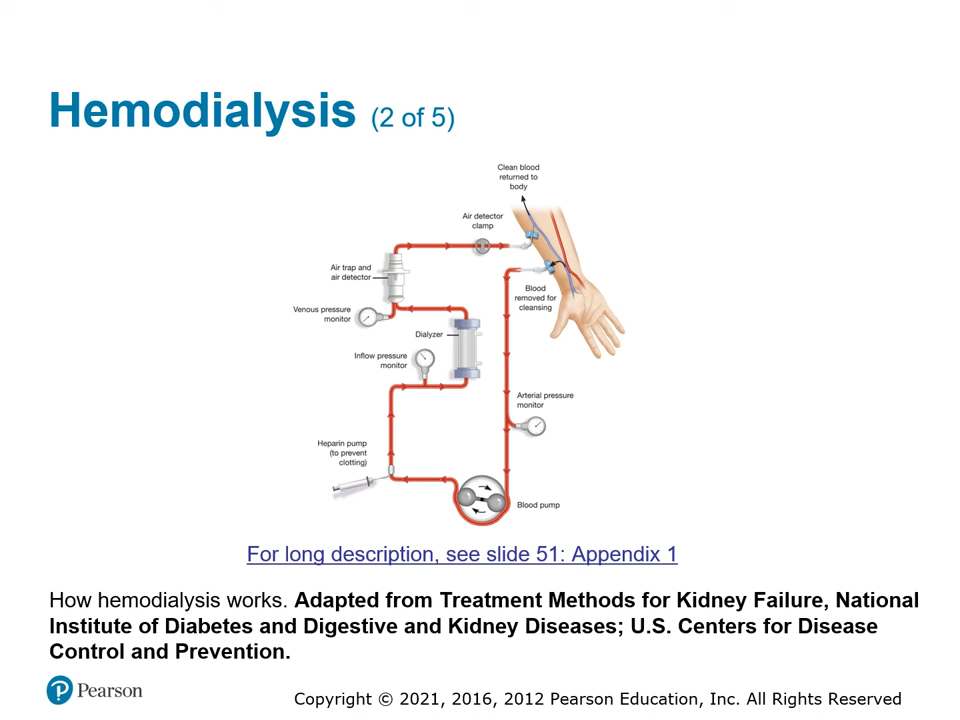 Hemodialysis (2 of 5)
Clean blood
returned to
body
Air detector
clamp
Air trap and
air detector
Venous pressure
monitor
Blood
removed for
cleansing
Dialyzer
Inflow pressure
monitor
Arterial pressure
monitor
Heparin pump
(to prevent
clotting)
Blood pump
For long description, see slide 51: Appendix 1
How hemodialysis works. Adapted from Treatment Methods for Kidney Failure, National
Institute of Diabetes and Digestive and Kidney Diseases; U.S. Centers for Disease
Control and Prevention.
P Pearson
Copyright © 2021, 2016, 2012 Pearson Education, Inc. All Rights Reserved